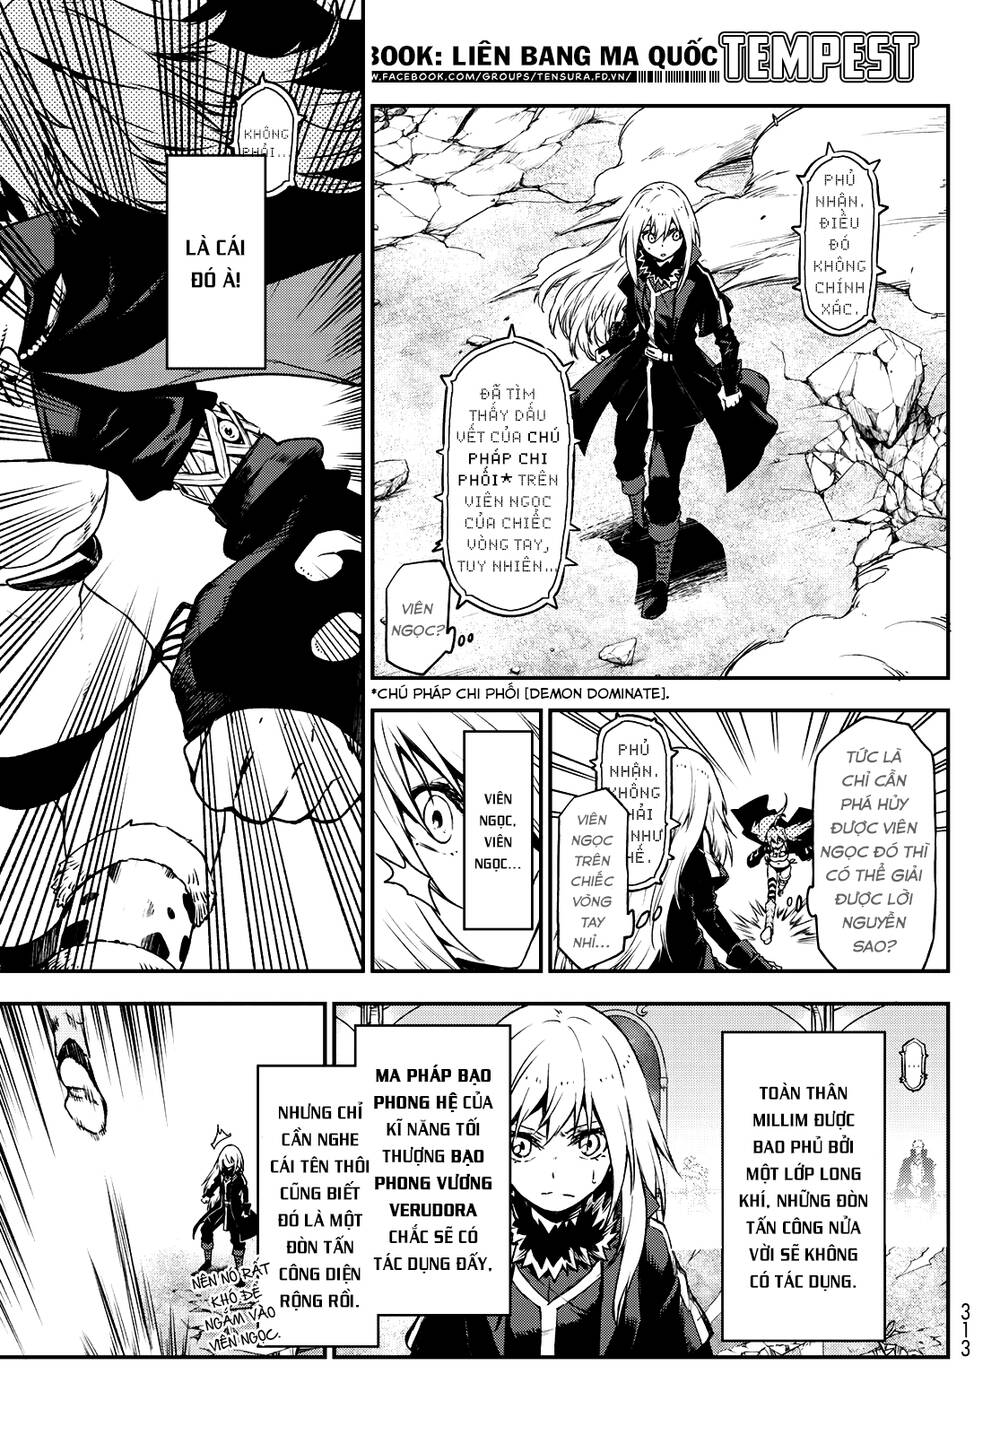 BOOK: LIÊN BANG MA QUỐC TEMPEST
WWW.FACEBOOK.COM/GROUPS/TENSURA.FD.VN/
PHỦ
NHẬN.
ĐIỀU
ĐÓ
KHÔNG
CHÍNH
XÁC.
ĐÃ TÌM
THẤY DẤU
VẾT CỦA CHÚ
PHÁP CHI
PHỐI* TRÊN
VIÊN NGỌC
CỦA CHIẾC
VÒNG TAY,
TUY NHIÊN...
VIÊN
NGỌC?
*CHÚ PHÁP CHI PHỐI [DEMON DOMINATE].
TỨC LÀ
CHỈ CẦN
PHÁ HỦY
ĐƯỢC VIÊN
NGỌC ĐÓ THÌ
CÓ THỂ GIẢI
ĐƯỢC LỜI
NGUYỀN
SAO?
PHỦ
NHẬN.
KHÔNG
PHẢI
NHƯ
THẾ.
VIÊN
NGỌC TRÊN
CHIẾC
VÒNG TAY
NHỈ...
VIÊN
NGỌC,
VIÊN
NGỌC...
KHÔNG
PHẢI...
LÀ CÁI
ĐÓ À!
...
TOÀN THÂN
MILLIM ĐƯỢC
BAO PHỦ BỞI
MỘT LỚP LONG
KHÍ, NHỮNG ĐÒN
TẤN CÔNG NỬA
VỜI SẼ KHÔNG
CÓ TÁC DỤNG.
MA PHÁP BẠO
PHONG HỆ CỦA
KĨ NĂNG TỐI
THƯỢNG BẠO
PHONG VƯƠNG
VERUDORA
CHẮC SẼ CÓ
TÁC DỤNG ĐẤY,
NHƯNG CHỈ
CẦN NGHE
CÁI TÊN THÔI
CŨNG BIẾT
ĐÓ LÀ MỘT
ĐÒN TẤN
CÔNG DIỆN
RỘNG RỒI.
NÊN NÓ RẤT
KHÓ ĐỂ
NGẮM VÀO
VIÊN NGỌC.
313